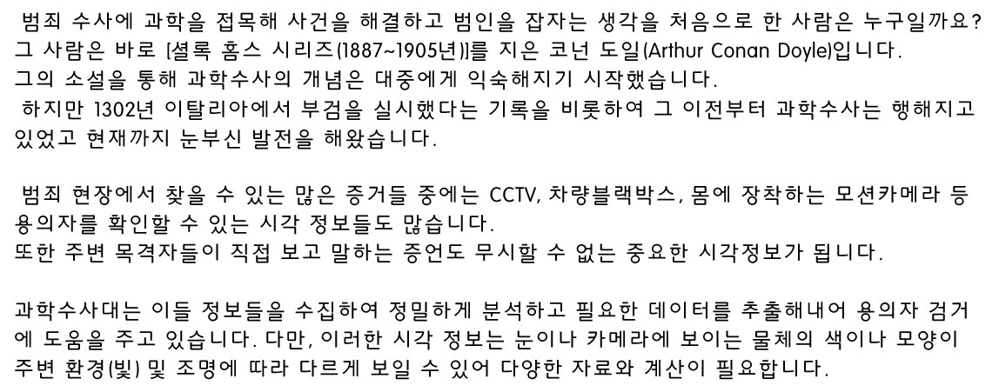 범죄 수사에 과학을 접목해 사건을 해결하고 범인을 잡자는 생각을 처음으로 한 사람은 누구일까요?
그 사람은 바로 [셜록 홈스 시리즈(1887~1905년)]를 지은 코넌 도일(Arthur Conan Doyle)입니다.
그의 소설을 통해 과학수사의 개념은 대중에게 익숙해지기 시작했습니다.
하지만 1302년 이탈리아에서 부검을 실시했다는 기록을 비롯하여 그 이전부터 과학수사는 행해지고
있었고 현재까지 눈부신 발전을 해왔습니다.
범죄 현장에서 찾을 수 있는 많은 증거들 중에는 CCTV, 차량블랙박스, 몸에 장착하는 모션카메라 등
용의자를 확인할 수 있는 시각 정보들도 많습니다.
또한 주변 목격자들이 직접 보고 말하는 증언도 무시할 수 없는 중요한 시각정보가 됩니다.
과학수사대는 이들 정보들을 수집하여 정밀하게 분석하고 필요한 데이터를 추출해내어 용의자 검거
에 도움을 주고 있습니다. 다만, 이러한 시각 정보는 눈이나 카메라에 보이는 물체의 색이나 모양이
주변 환경(빛) 및 조명에 따라 다르게 보일 수 있어 다양한 자료와 계산이 필요합니다.